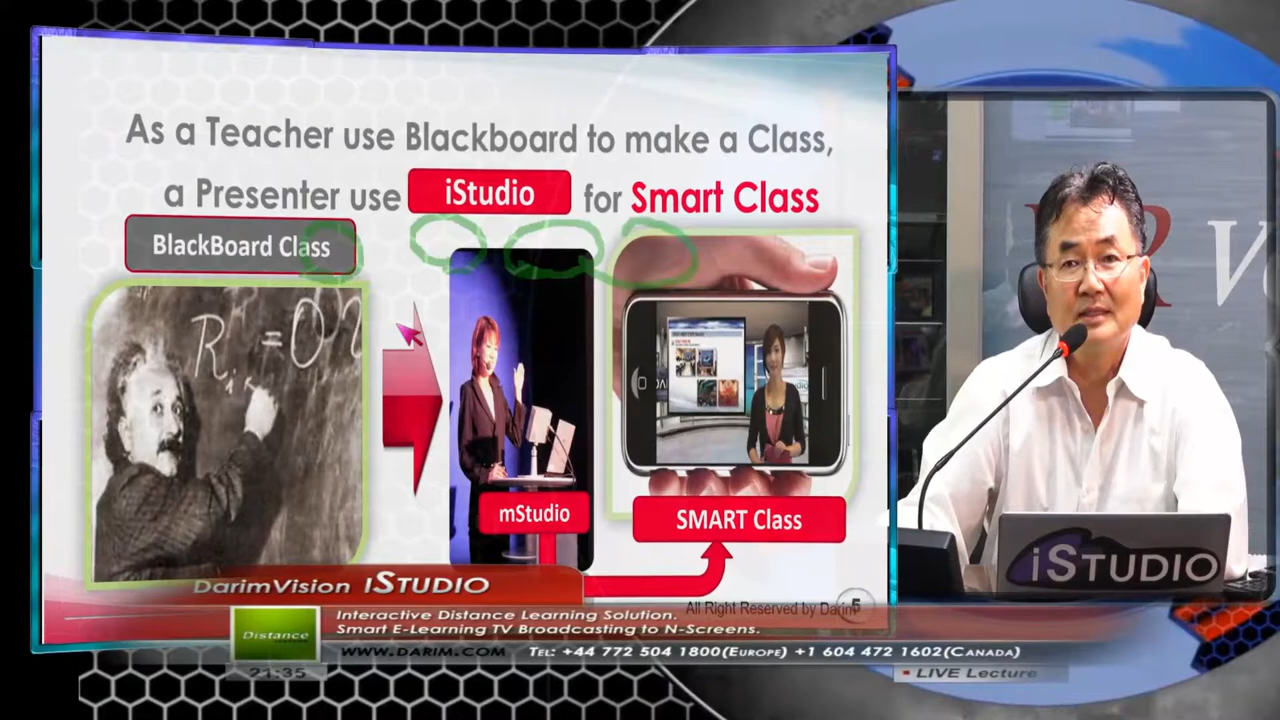 As a Teacher use Blackboard to make a Class,
a Presenter use iStudio for Smart Class
BlackBoard Class
mStudio
SMART Class
DarimVision iStudio
All Right Reserved by Darim
5
Distance
Interactive Distance Learning Solution.
Smart E-Learning TV Broadcasting to N-Screens.
www.darim.com Tel: +44 772 504 1800(Europe) +1 604 472 1602(Canada)
21:35
LIVE Lecture
iStudio